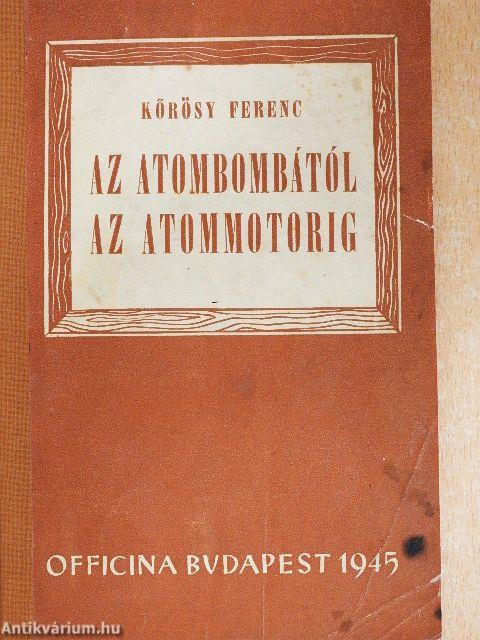 KŐRÖSY FERENC
AZ ATOMBOMBÁTÓL
AZ ATOMMOTORIG
OFFICINA BVDAPEST 1945
Antikvárium.hu